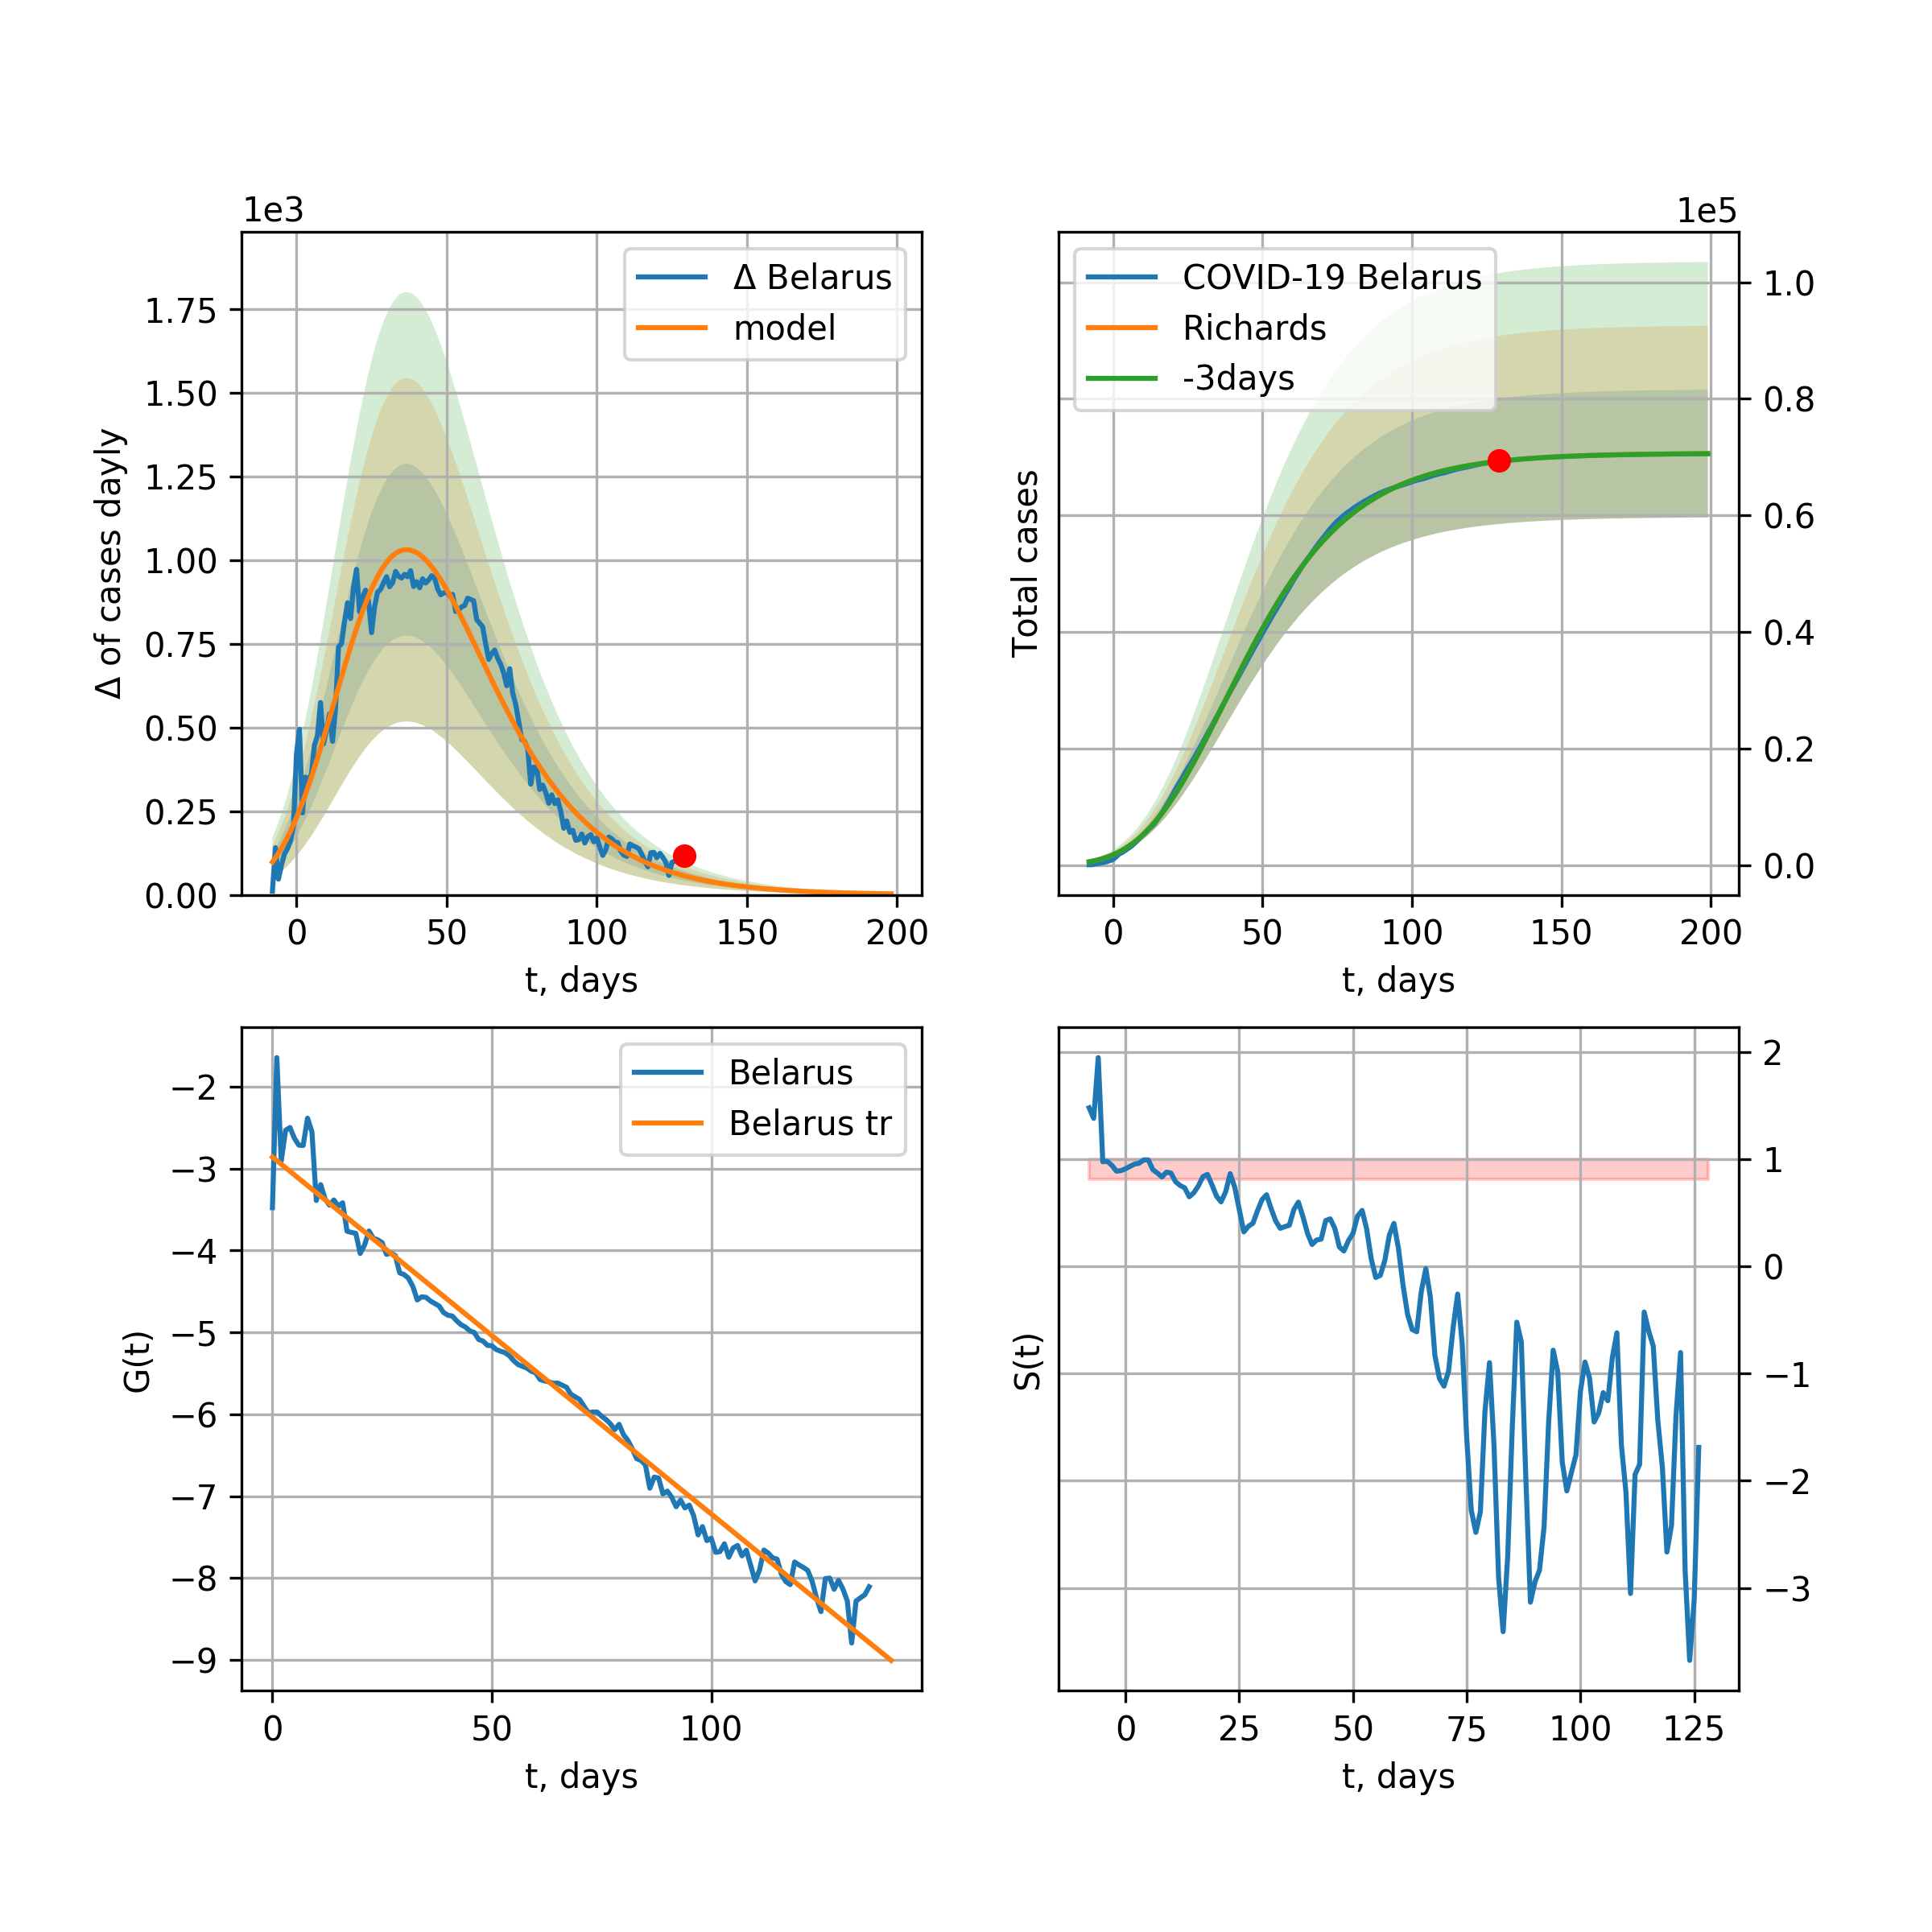 1e3
Δ of cases dayly
1.75
1.50
1.25
1.00
0.75
0.50
0.25
0.00
Δ Belarus
model
0 50 100 150 200
t, days
1e5
Total cases
COVID-19 Belarus
Richards
-3days
1.0
0.8
0.6
0.4
0.2
0.0
0 50 100 150 200
t, days
G(t)
−2
−3
−4
−5
−6
−7
−8
−9
Belarus
Belarus tr
0 50 100
t, days
S(t)
2
1
0
−1
−2
−3
0 25 50 75 100 125
t, days